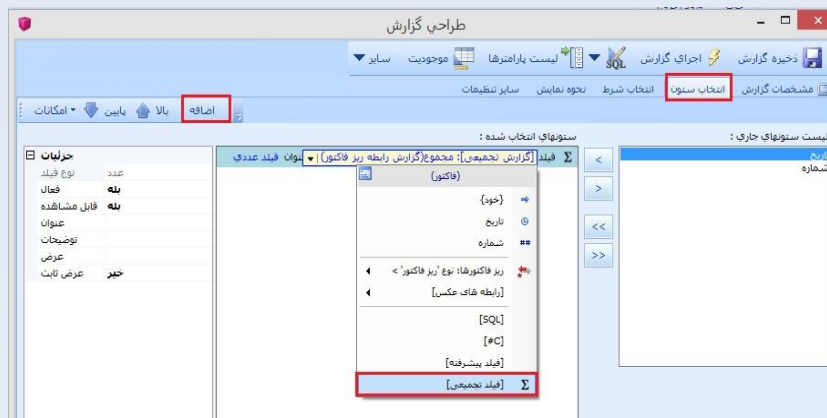 طراحي گزارش
ذخیره گزارش اجرای گزارش SQL لیست پارامترها موجودیت سایر
مشخصات گزارش انتخاب ستون انتخاب شرط نحوه نمایش سایر تنظیمات
اضافه بالا پایین امکانات
لیست ستونهای جاری :
تاریخ
شماره
<
>
<<
>>
ستونهای انتخاب شده :
Σ فیلد [گزارش تجمیعی]: مجموع(گزارش رابطه ریز فاکتور) عنوان فیلد عددی
(فاکتور)
{خود}
تاریخ
## شماره
ریز فاکتورها: نوع 'ریز فاکتور' >
[رابطه های عکس]
[SQL]
[#C]
[فیلد پیشرفته]
Σ [فیلد تجمیعی]
جزئیات
نوع فیلد عدد
فعال بله
قابل مشاهده بله
عنوان
توضیحات
عرض
عرض ثابت خیر